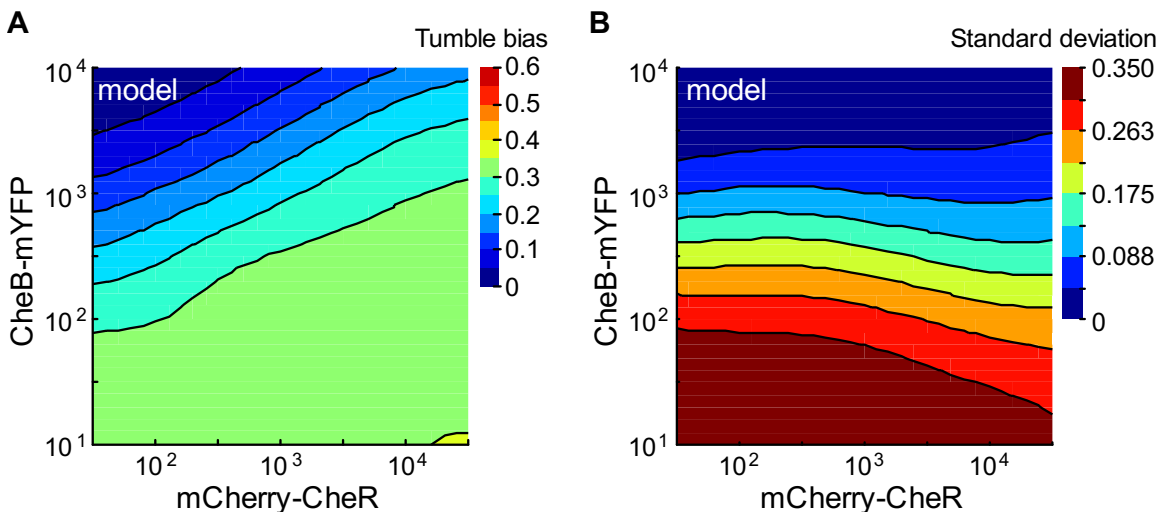 A
Tumble bias
model
CheB-mYFP
10^4
10^3
10^2
10^1
10^2
10^3
10^4
mCherry-CheR
0.6
0.5
0.4
0.3
0.2
0.1
0
B
Standard deviation
model
CheB-mYFP
10^4
10^3
10^2
10^1
10^2
10^3
10^4
mCherry-CheR
0.350
0.263
0.175
0.088
0